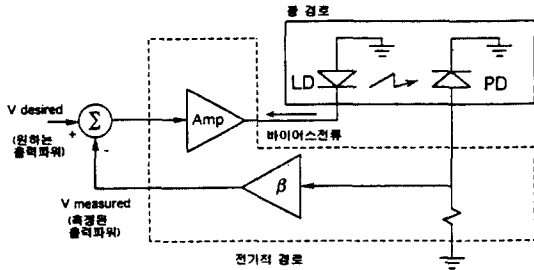 광 경로
LD
PD
V desired
+
(원하는
출력파워)
Σ
-
Amp
바이어스전류
β
V measured
(측정된
출력파워)
전기적 경로